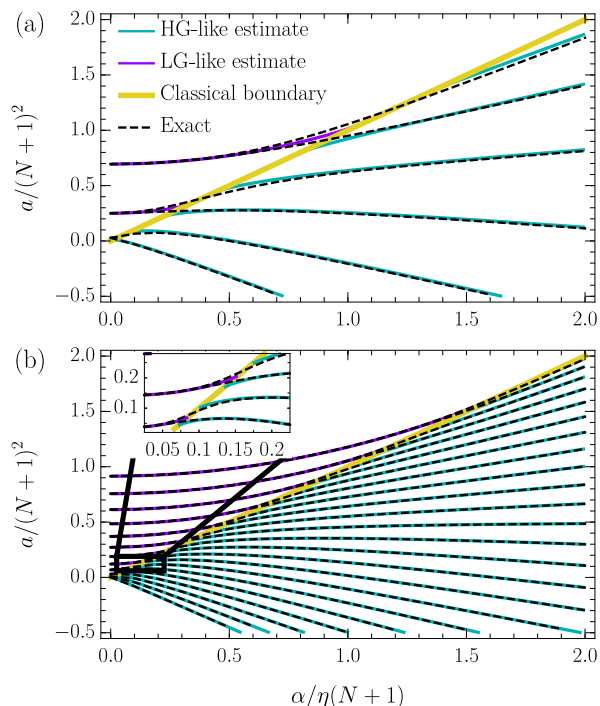 (a)
HG-like estimate
LG-like estimate
Classical boundary
Exact
a/(N + 1)²
2.0
1.5
1.0
0.5
0.0
−0.5
0.0 0.5 1.0 1.5 2.0
(b)
a/(N + 1)²
2.0
1.5
1.0
0.5
0.0
−0.5
0.2
0.1
0.05 0.1 0.15 0.2
0.0 0.5 1.0 1.5 2.0
α/η(N + 1)